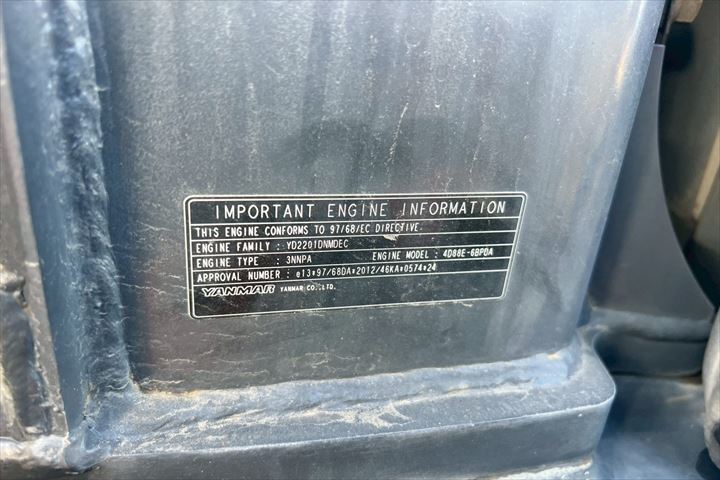 IMPORTANT ENGINE INFORMATION
THIS ENGINE CONFORMS TO 97/68/EC DIRECTIVE.
ENGINE FAMILY : YD2201DNMDEC
ENGINE TYPE : 3NNPA ENGINE MODEL : 4D88E-6BPDA
APPROVAL NUMBER : e13*97/68DA*2012/46KA*0574*24
YANMAR YANMAR CO., LTD.